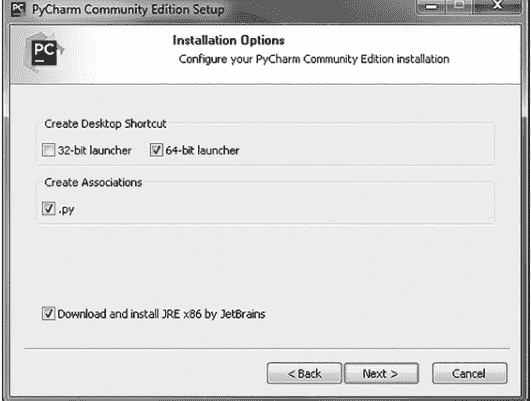 PC PyCharm Community Edition Setup
PC
Installation Options
Configure your PyCharm Community Edition installation
Create Desktop Shortcut
32-bit launcher 64-bit launcher
Create Associations
.py
Download and install JRE x86 by JetBrains
< Back Next > Cancel